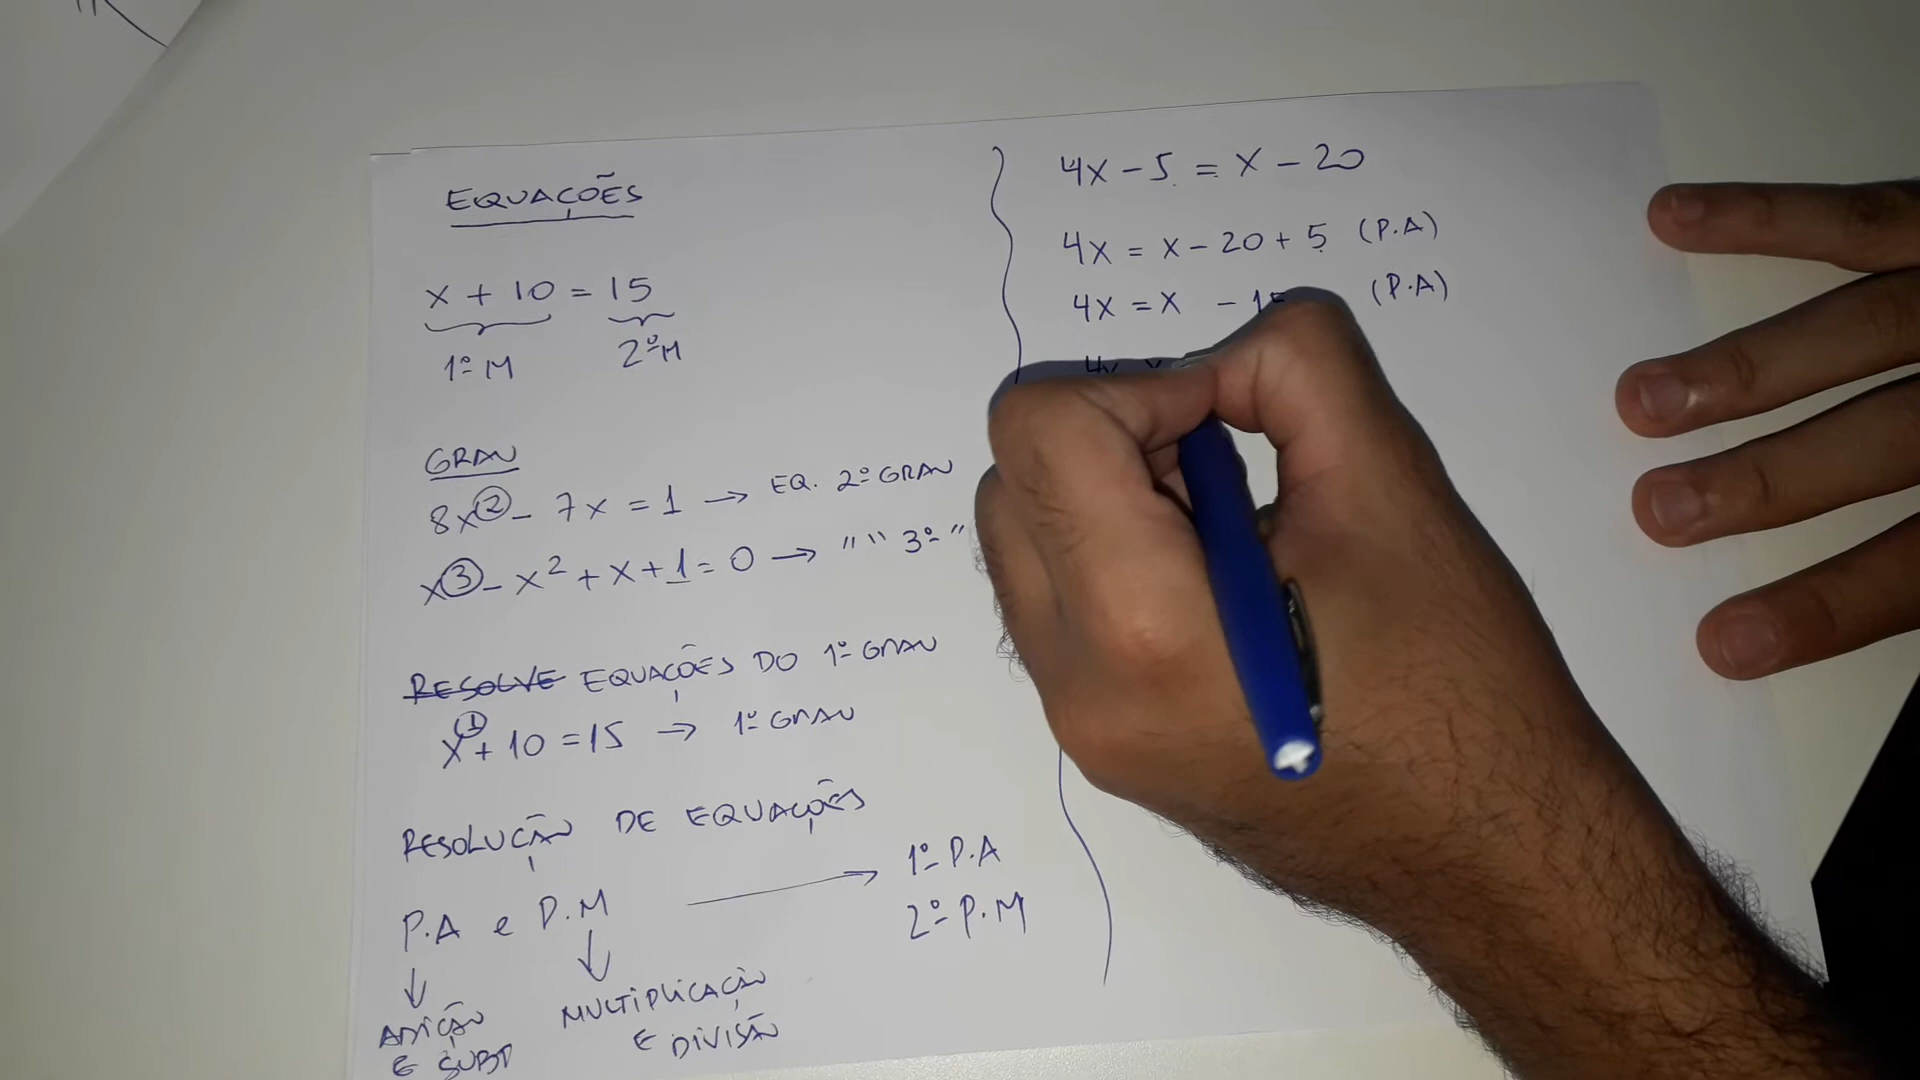 EQUAÇÕES
x + 10 = 15
1º M 2º M
GRAU
8x² - 7x = 1 → EQ. 2º GRAU
x³ - x² + x + 1 = 0 → " " 3º "
RESOLVE EQUAÇÕES DO 1º GRAU
x¹ + 10 = 15 → 1º GRAU
RESOLUÇÃO DE EQUAÇÕES
P.A e P.M → 1º P.A
2º P.M
↓ ↓
ADIÇÃO MULTIPLICAÇÃO
E SUBT E DIVISÃO
4x - 5 = x - 20
4x = x - 20 + 5 (P.A)
4x = x - 15 (P.A)
4x